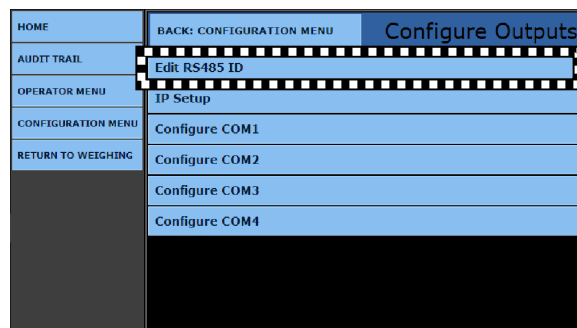 HOME
AUDIT TRAIL
OPERATOR MENU
CONFIGURATION MENU
RETURN TO WEIGHING
BACK: CONFIGURATION MENU
Configure Outputs
Edit RS485 ID
IP Setup
Configure COM1
Configure COM2
Configure COM3
Configure COM4